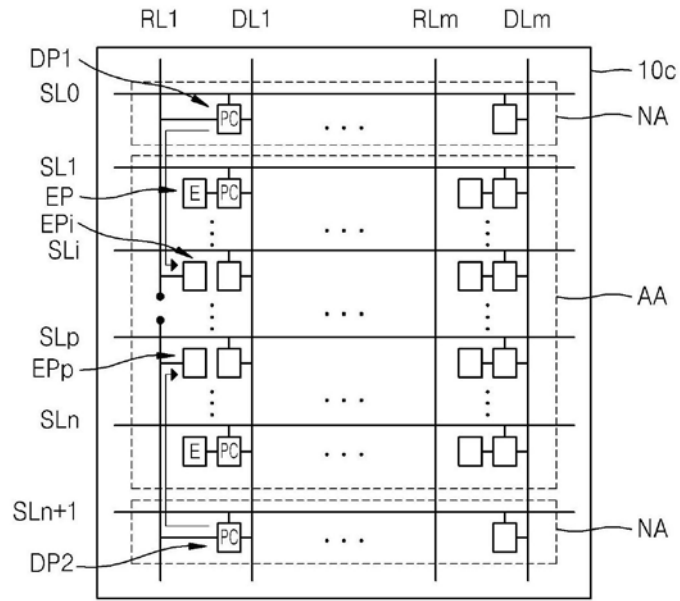 RL1 DL1 RLm DLm
DP1
10c
SL0
PC
NA
...
SL1
EP
E PC
...
EPi
SLi
...
AA
SLp
EPp
...
SLn
E PC
...
SLn+1
NA
PC
...
DP2